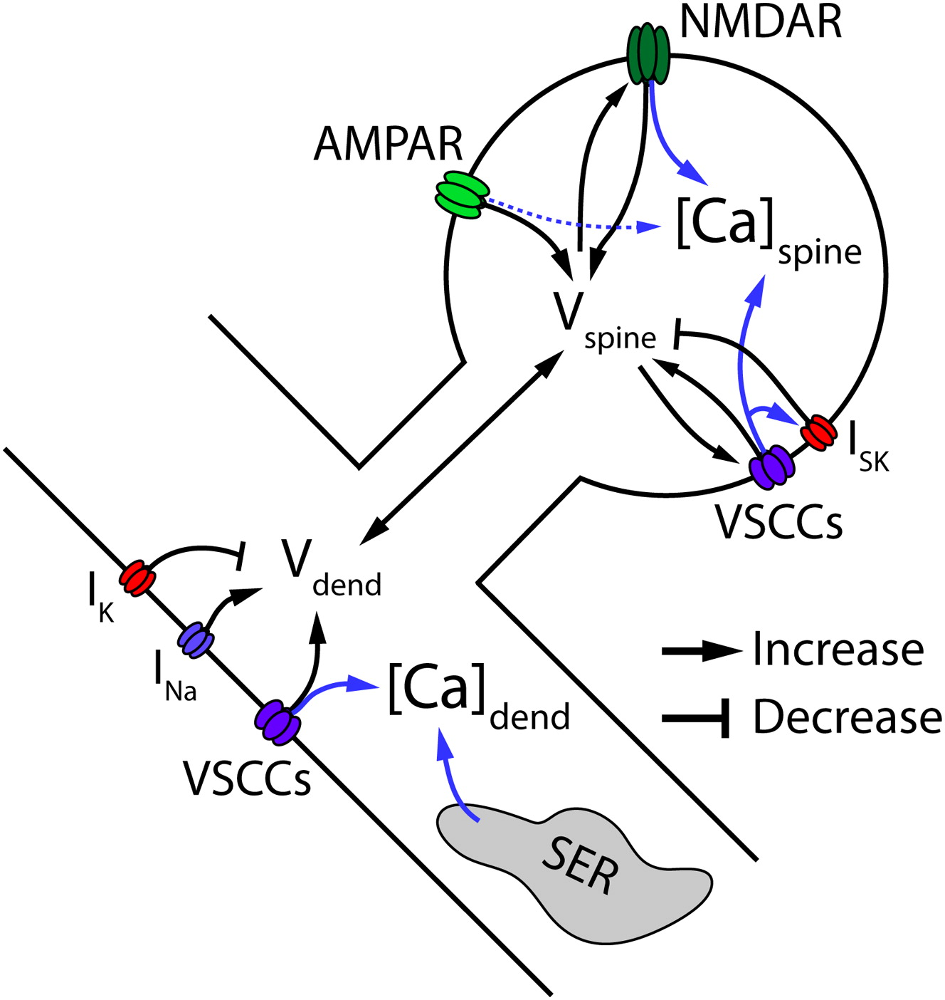 NMDAR
AMPAR
[Ca]spine
Vspine
ISK
VSCCs
Vdend
IK
INa
[Ca]dend
VSCCs
SER
Increase
Decrease